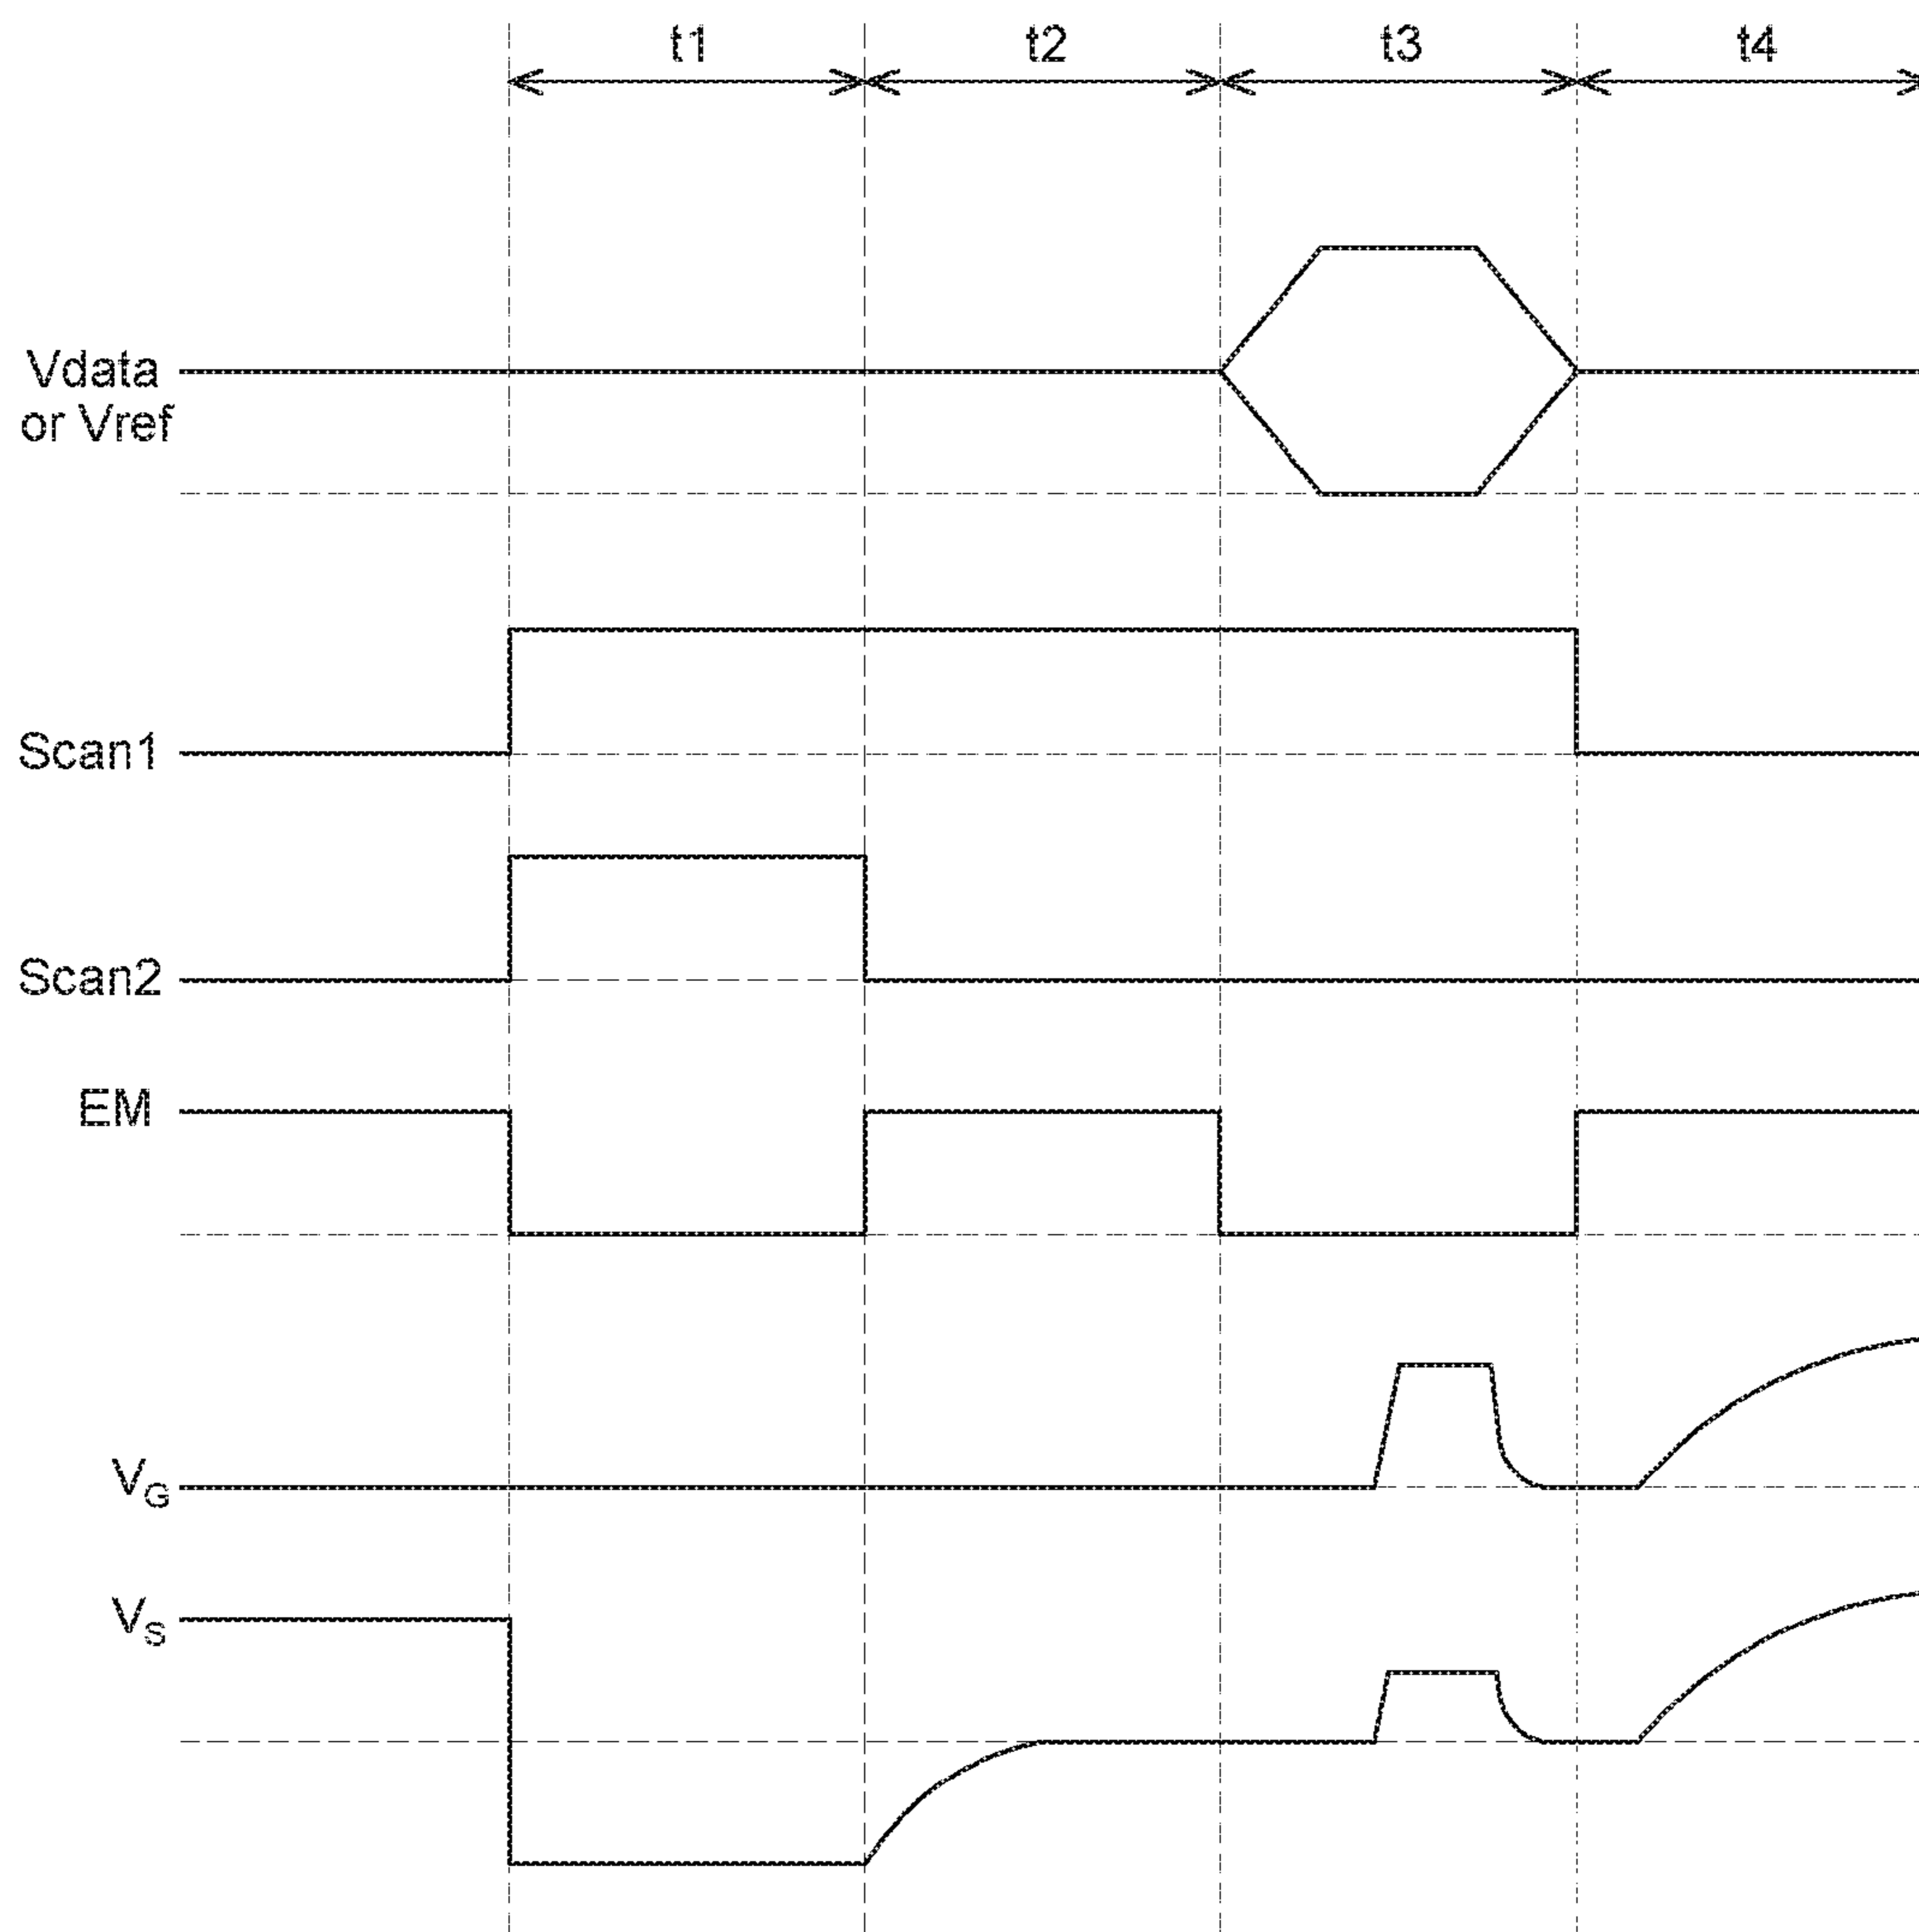 t1 t2 t3 t4
Vdata
or Vref
Scan1
Scan2
EM
VG
VS